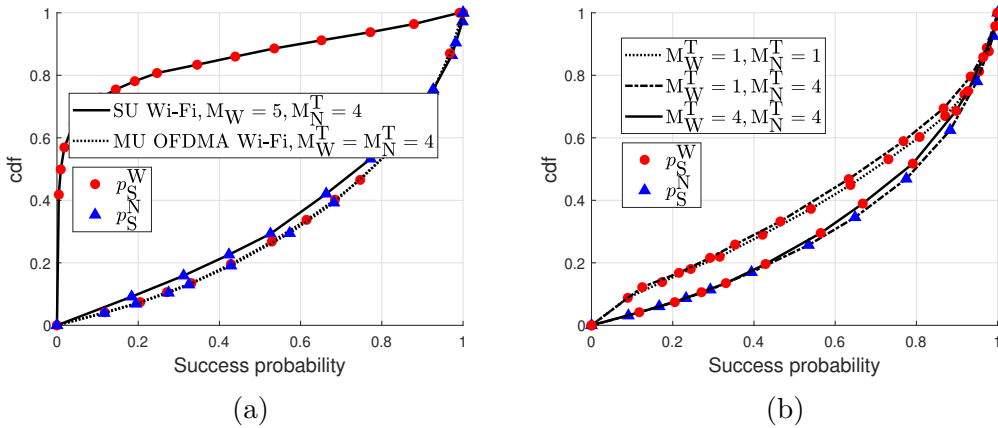 1
0.8
0.6
0.4
0.2
0
cdf
SU Wi-Fi, M_W = 5, M_N^T = 4
MU OFDMA Wi-Fi, M_W^T = M_N^T = 4
p_S^W
p_S^N
0 0.2 0.4 0.6 0.8 1
Success probability
(a)
1
0.8
0.6
0.4
0.2
0
cdf
M_W^T = 1, M_N^T = 1
M_W^T = 1, M_N^T = 4
M_W^T = 4, M_N^T = 4
p_S^W
p_S^N
0 0.2 0.4 0.6 0.8 1
Success probability
(b)